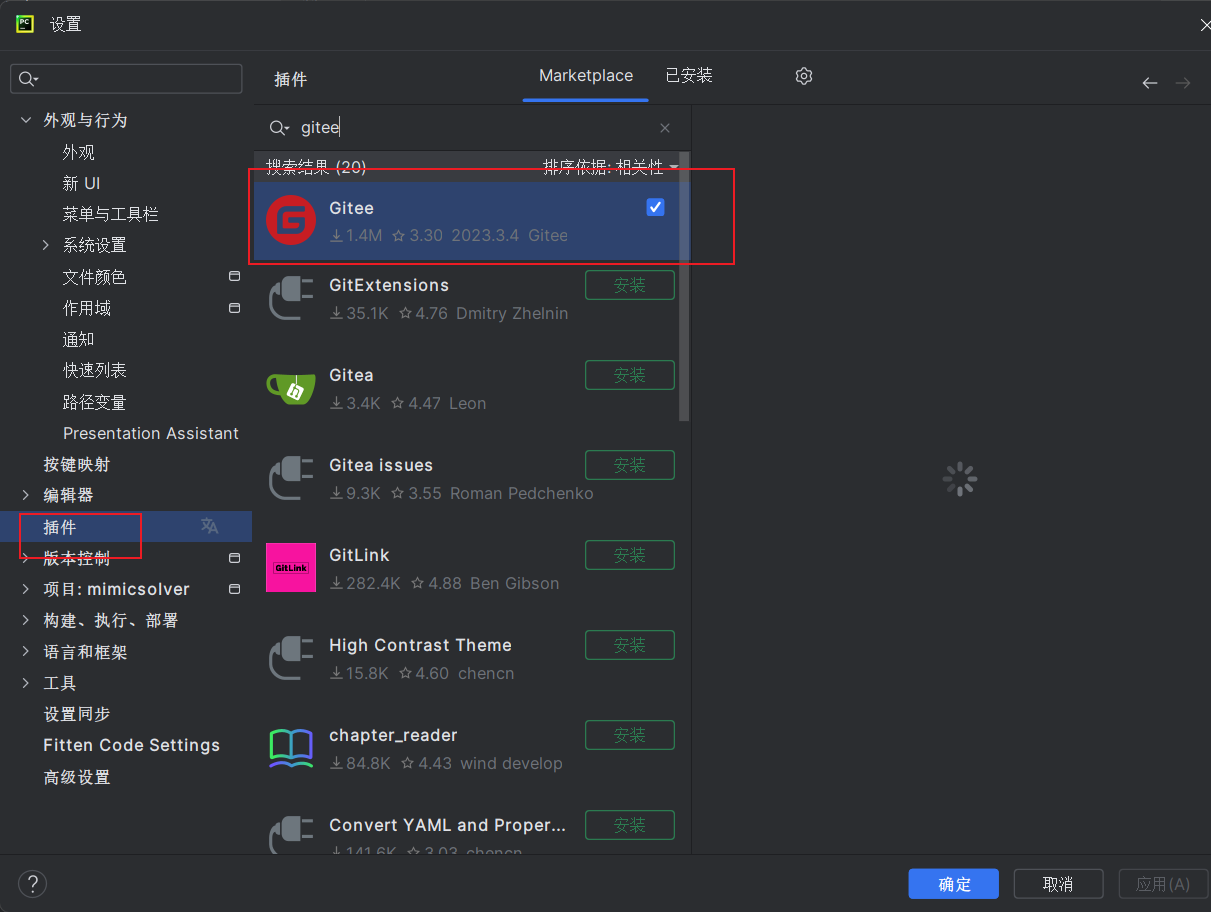 设置
外观与行为
外观
新 UI
菜单与工具栏
系统设置
文件颜色
作用域
通知
快速列表
路径变量
Presentation Assistant
按键映射
编辑器
插件
版本控制
项目: mimicsolver
构建、执行、部署
语言和框架
工具
设置同步
Fitten Code Settings
高级设置
插件 Marketplace 已安装
gitee
搜索结果 (20) 排序依据: 相关性
Gitee
1.4M 3.30 2023.3.4 Gitee
GitExtensions 安装
35.1K 4.76 Dmitry Zhelnin
Gitea 安装
3.4K 4.47 Leon
Gitea issues 安装
9.3K 3.55 Roman Pedchenko
GitLink
GitLink 安装
282.4K 4.88 Ben Gibson
High Contrast Theme 安装
15.8K 4.60 chencn
chapter_reader 安装
84.8K 4.43 wind develop
Convert YAML and Proper... 安装
141.6K 3.03 chencn
? 确定 取消 应用(A)